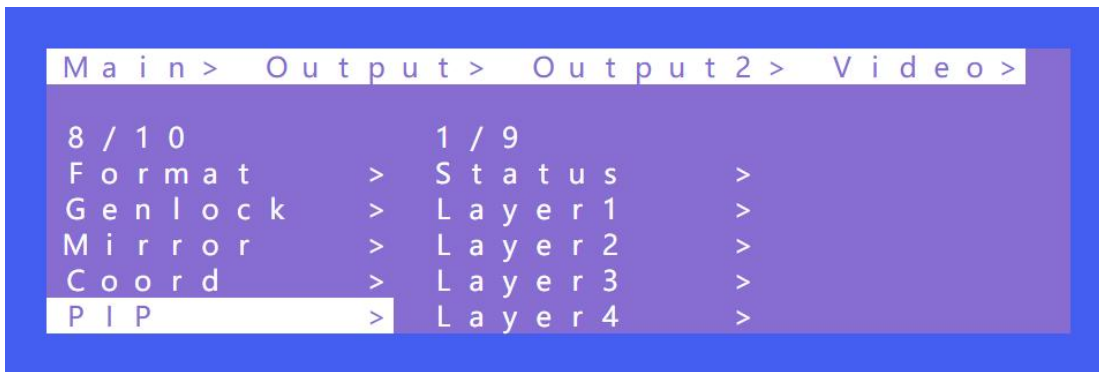 Main> Output> Output2> Video>
8/10 1/9
Format > Status >
Genlock > Layer1 >
Mirror > Layer2 >
Coord > Layer3 >
PIP > Layer4 >